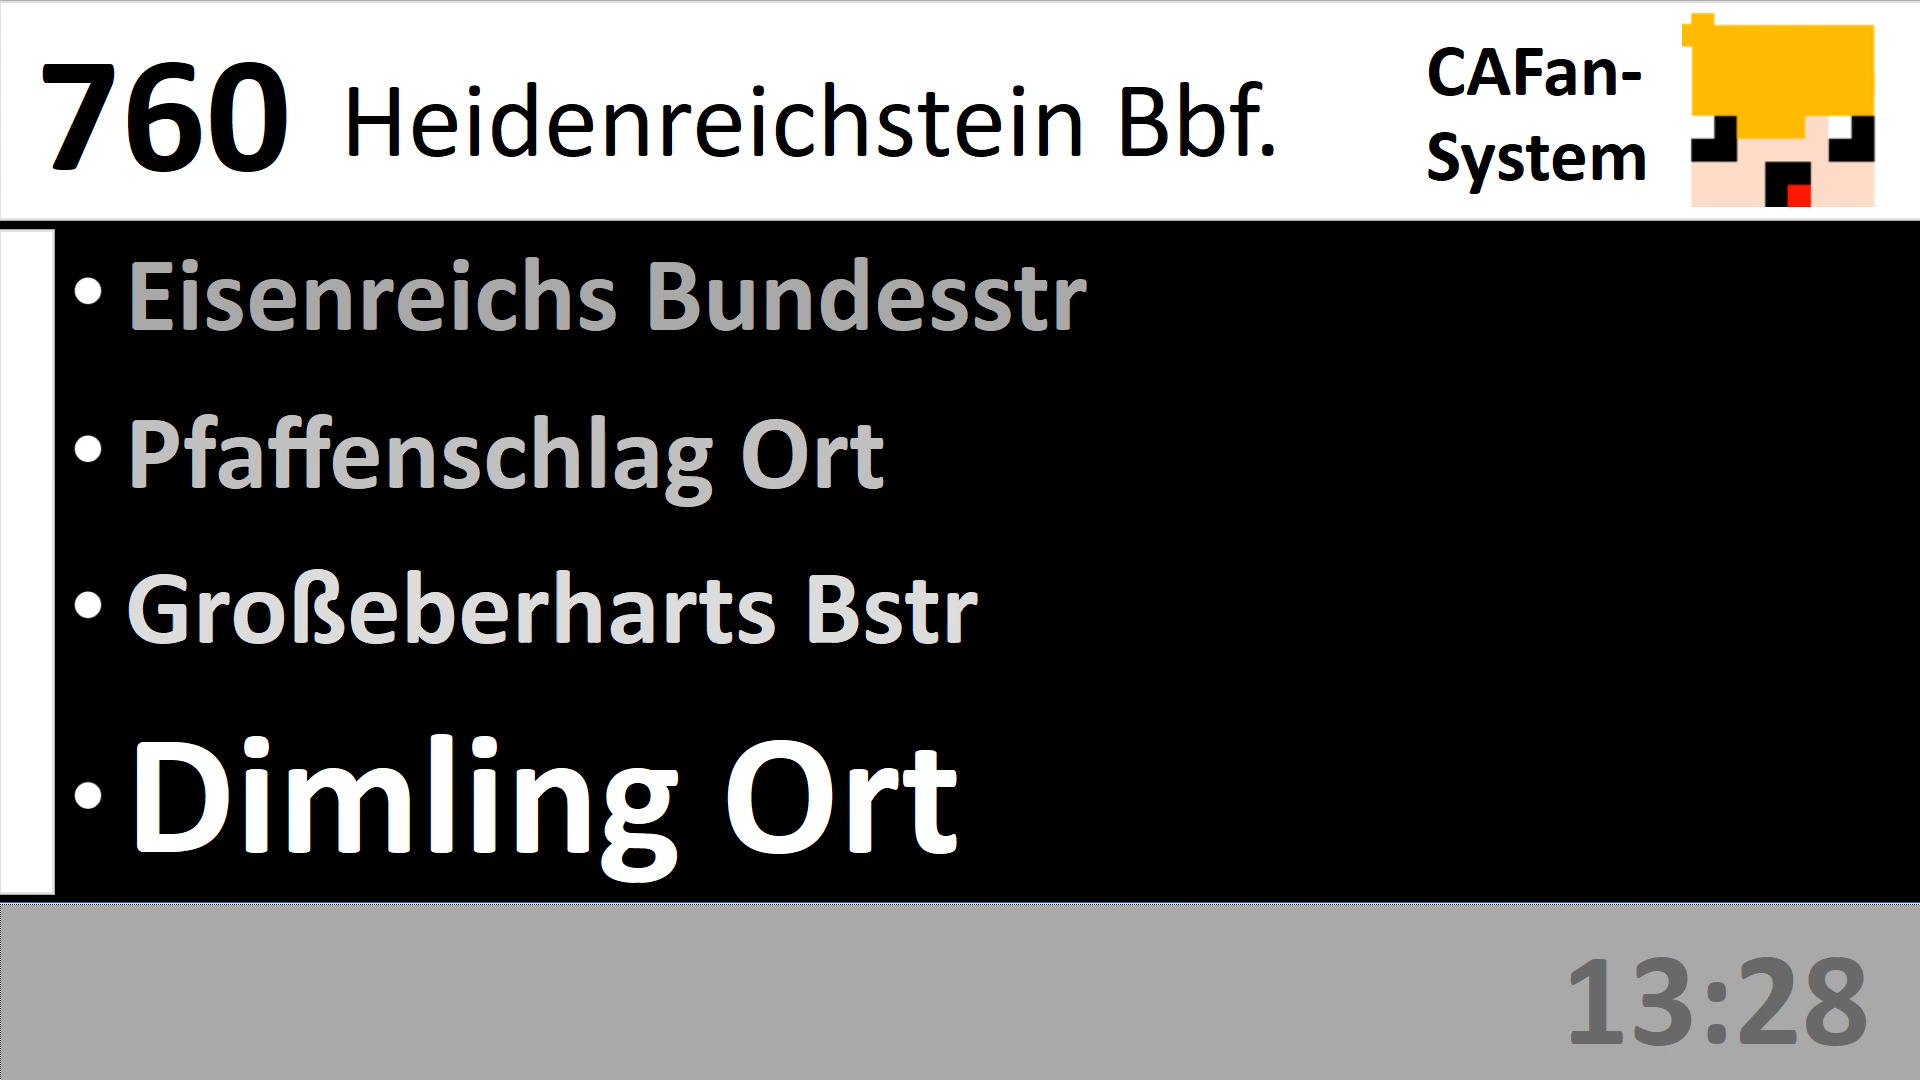 760 Heidenreichstein Bbf.
CAFan-
System
• Eisenreichs Bundesstr
• Pfaffenschlag Ort
• Großeberharts Bstr
• Dimling Ort
13:28